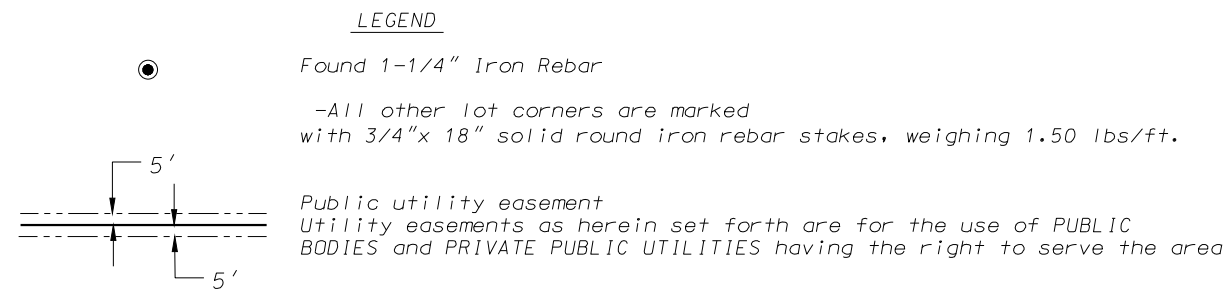 LEGEND
Found 1-1/4" Iron Rebar
-All other lot corners are marked
with 3/4"x 18" solid round iron rebar stakes, weighing 1.50 lbs/ft.
5'
Public utility easement
Utility easements as herein set forth are for the use of PUBLIC
BODIES and PRIVATE PUBLIC UTILITIES having the right to serve the area
5'